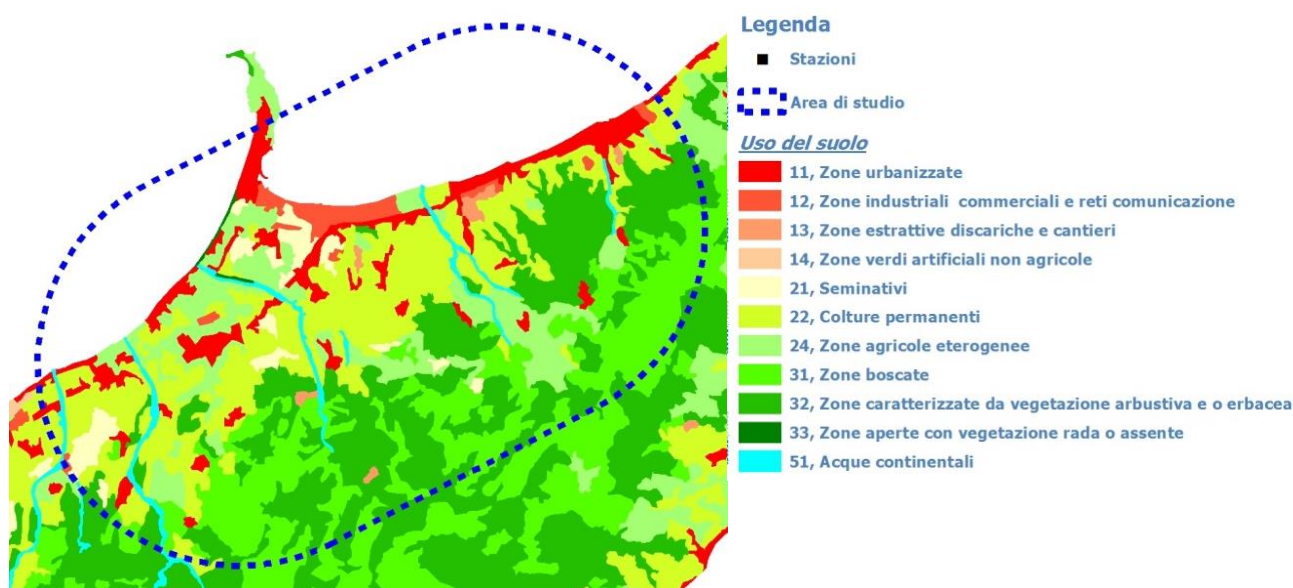 Legenda
Stazioni
Area di studio
Uso del suolo
11, Zone urbanizzate
12, Zone industriali commerciali e reti comunicazione
13, Zone estrattive discariche e cantieri
14, Zone verdi artificiali non agricole
21, Seminativi
22, Colture permanenti
24, Zone agricole eterogenee
31, Zone boscate
32, Zone caratterizzate da vegetazione arbustiva e o erbacea
33, Zone aperte con vegetazione rada o assente
51, Acque continentali